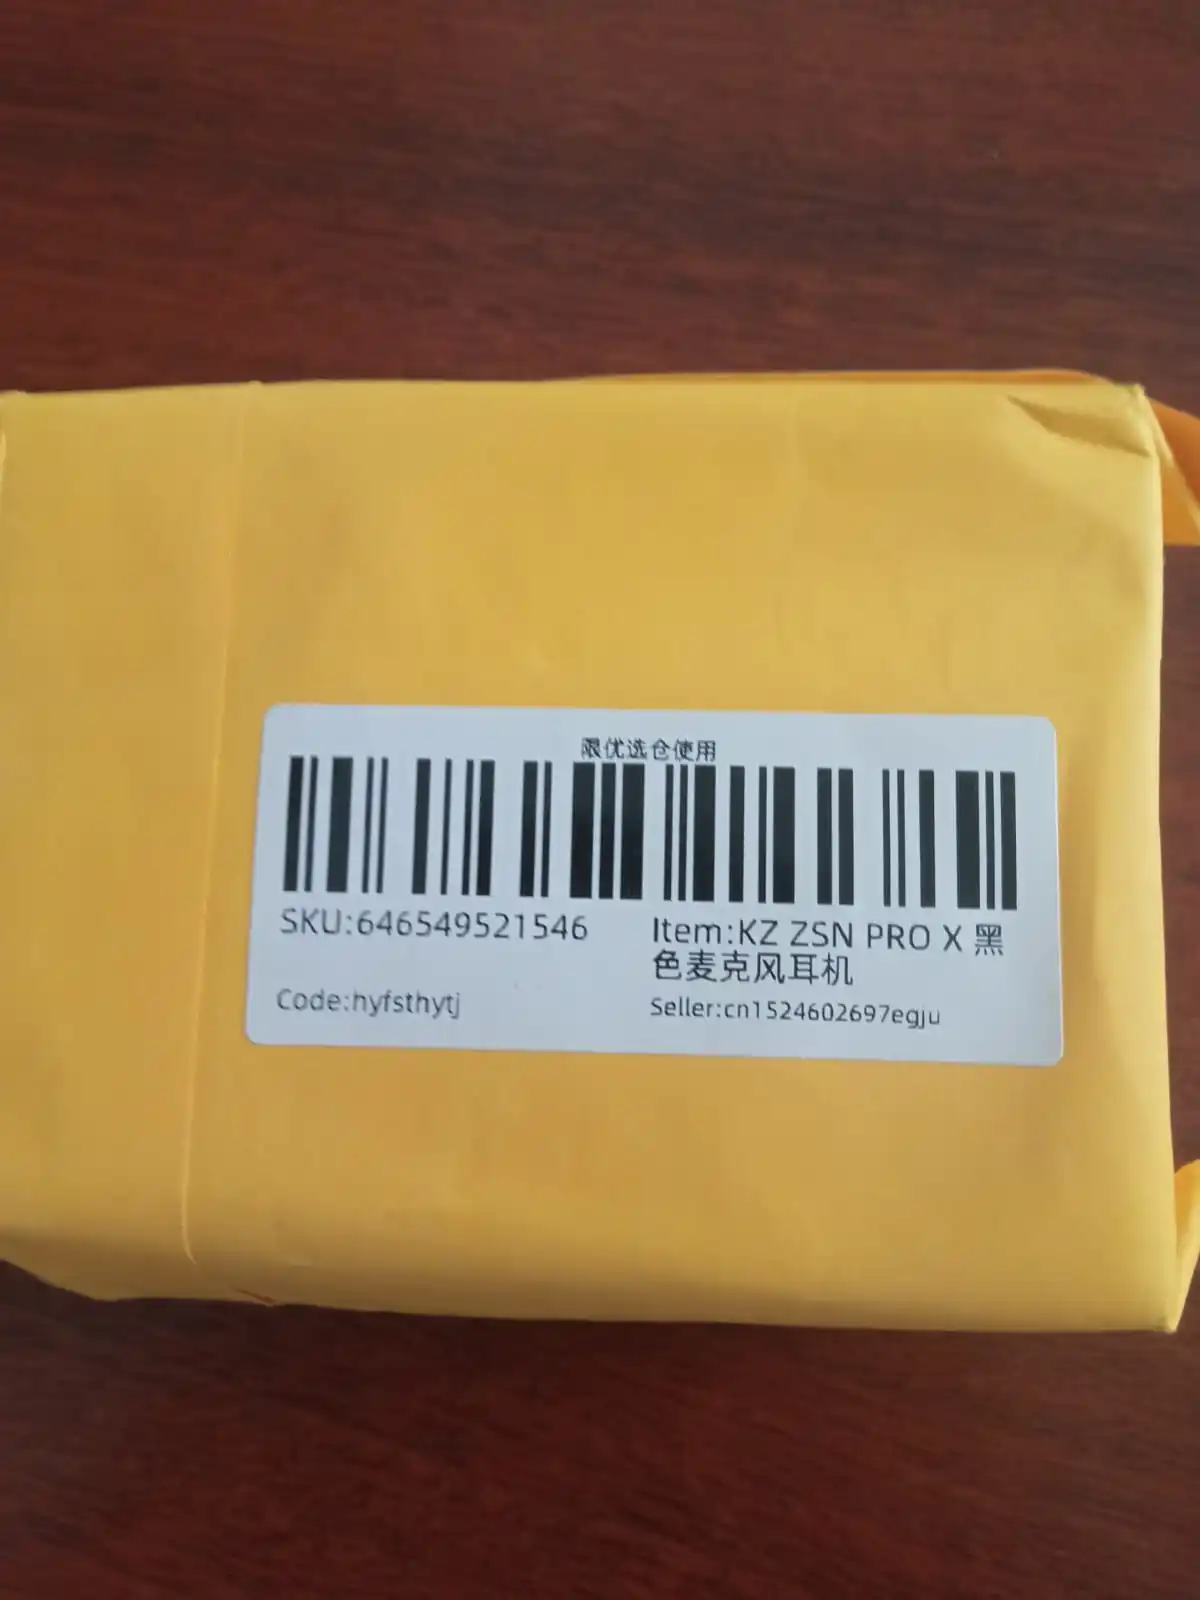 限优选仓使用
SKU:646549521546
Item:KZ ZSN PRO X 黑
色麦克风耳机
Code:hyfsthytj
Seller:cn1524602697egju